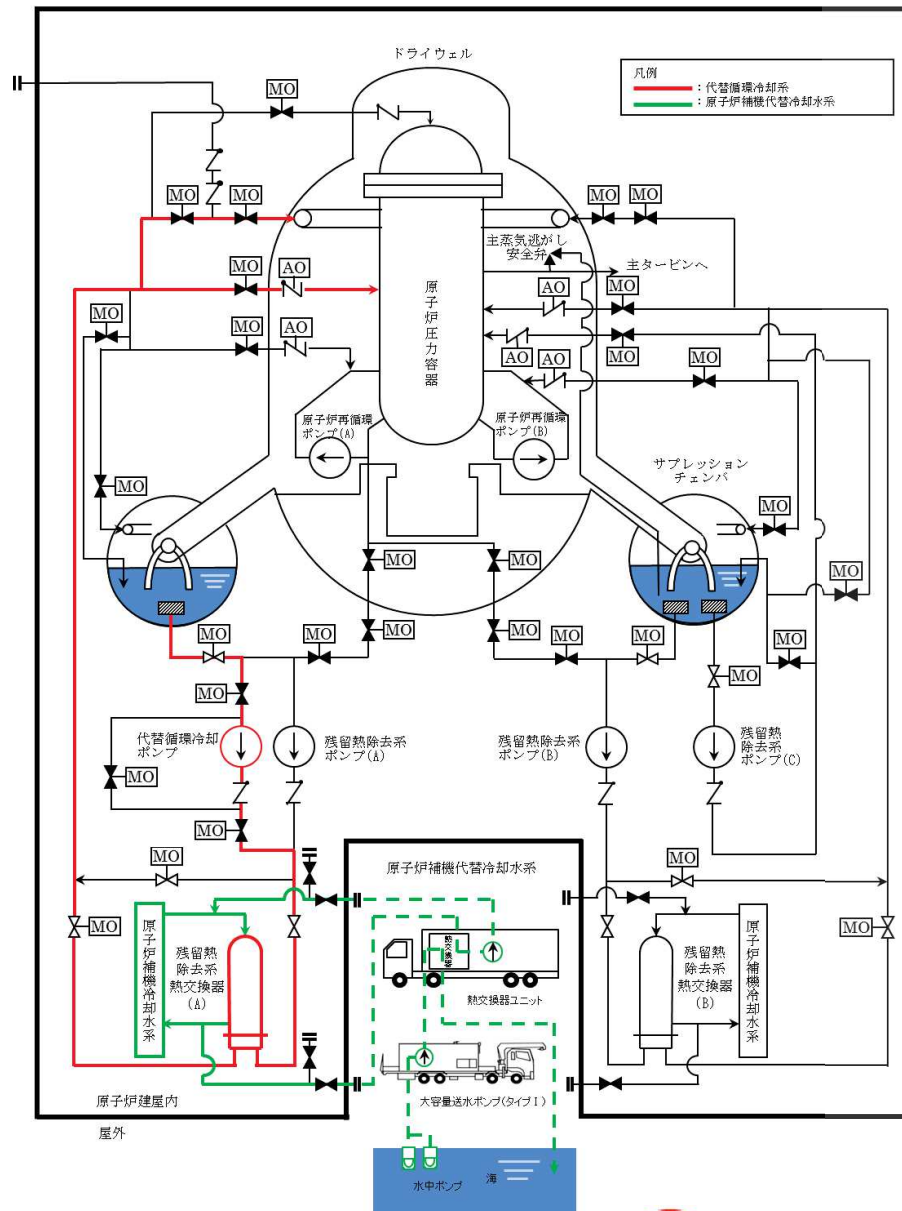 ドライウェル
凡例
：代替循環冷却系
：原子炉補機代替冷却水系
MO
MO
MO
MO
MO
MO
主蒸気逃がし
安全弁
主タービンへ
MO
AO
AO
MO
原子炉圧力容器
MO
MO
AO
AO
MO
AO
MO
原子炉再循環
ポンプ(A)
原子炉再循環
ポンプ(B)
サプレッション
チェンバ
MO
MO
MO
MO
MO
MO
MO
MO
MO
MO
MO
MO
MO
MO
代替循環冷却
ポンプ
残留熱除去系
ポンプ(A)
残留熱除去系
ポンプ(B)
残留熱
除去系
ポンプ(C)
MO
MO
MO
原子炉補機代替冷却水系
MO
MO
MO
原子炉補機冷却水系
残留熱
除去系
熱交換器
(A)
熱交換器
熱交換器ユニット
残留熱
除去系
熱交換器
(B)
原子炉補機冷却水系
大容量送水ポンプ(タイプⅠ)
原子炉建屋内
屋外
水中ポンプ
海